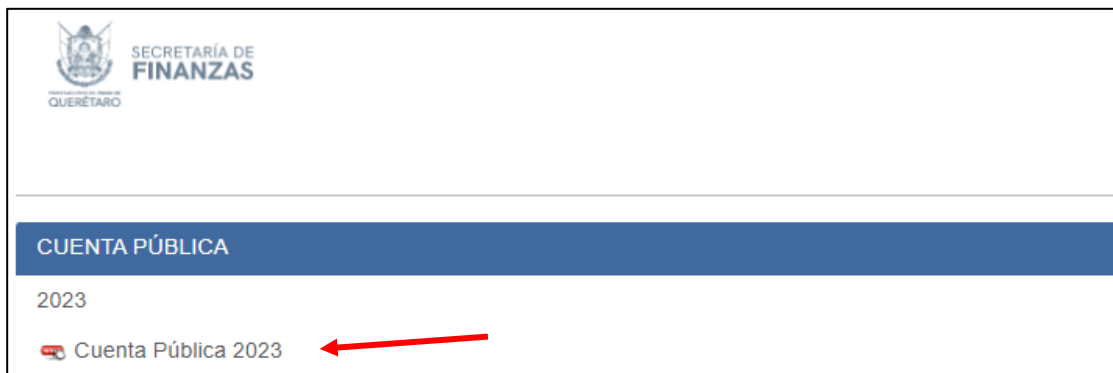 SECRETARÍA DE
FINANZAS
QUERÉTARO
CUENTA PÚBLICA
2023
Cuenta Pública 2023